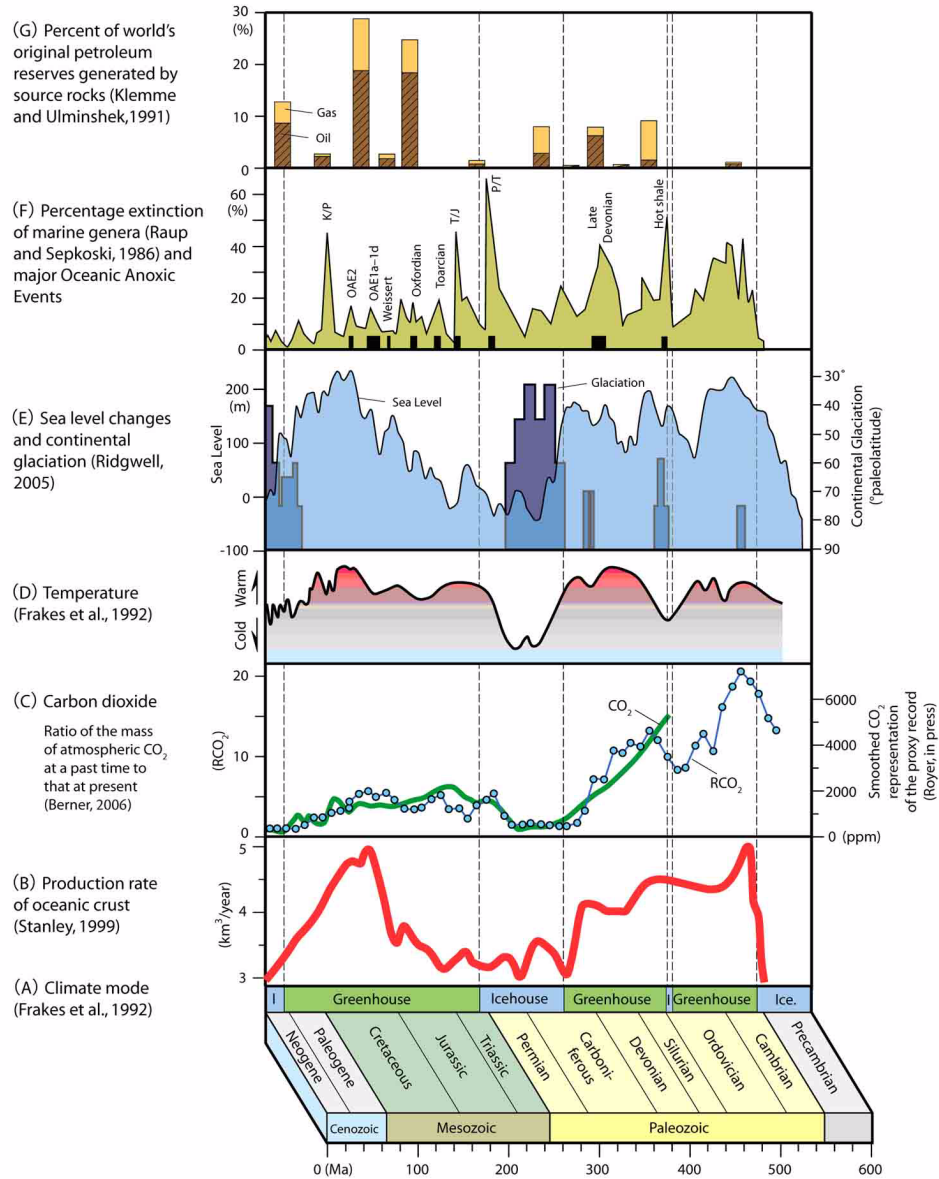 (G) Percent of world's
original petroleum
reserves generated by
source rocks (Klemme
and Ulminshek,1991)
30
(%)
20
10
0
Gas
Oil
(F) Percentage extinction
of marine genera (Raup
and Sepkoski, 1986) and
major Oceanic Anoxic
Events
60
(%)
40
20
0
K/P
OAE2
OAE1a–1d
Weissert
Oxfordian
Toarcian
T/J
P/T
Late
Devonian
Hot shale
(E) Sea level changes
and continental
glaciation (Ridgwell,
2005)
Sea Level
200
(m)
100
0
-100
Sea Level
Glaciation
30°
40
50
60
70
80
90
Continental Glaciation
(°paleolatitude)
(D) Temperature
(Frakes et al., 1992)
Warm
Cold
(C) Carbon dioxide
Ratio of the mass
of atmospheric CO2
at a past time to
that at present
(Berner, 2006)
(RCO2)
20
10
0
CO2
RCO2
6000
4000
2000
0 (ppm)
Smoothed CO2
representation
of the proxy record
(Royer, in press)
(B) Production rate
of oceanic crust
(Stanley, 1999)
(km3/year)
5
4
3
(A) Climate mode
(Frakes et al., 1992)
I
Greenhouse
Icehouse
Greenhouse
I
Greenhouse
Ice.
Neogene
Paleogene
Cretaceous
Jurassic
Triassic
Permian
Carboni-
ferous
Devonian
Silurian
Ordovician
Cambrian
Precambrian
Cenozoic
Mesozoic
Paleozoic
0 (Ma)
100
200
300
400
500
600